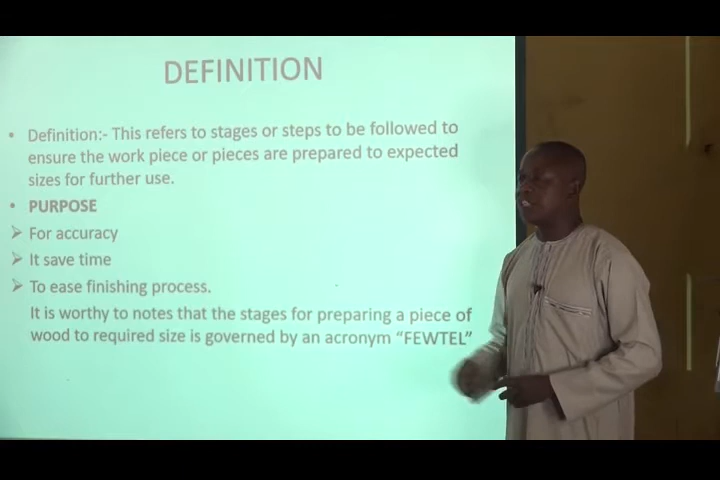 DEFINITION
• Definition:- This refers to stages or steps to be followed to
ensure the work piece or pieces are prepared to expected
sizes for further use.
• PURPOSE
➢ For accuracy
➢ It save time
➢ To ease finishing process.
It is worthy to notes that the stages for preparing a piece of
wood to required size is governed by an acronym “FEWTEL”